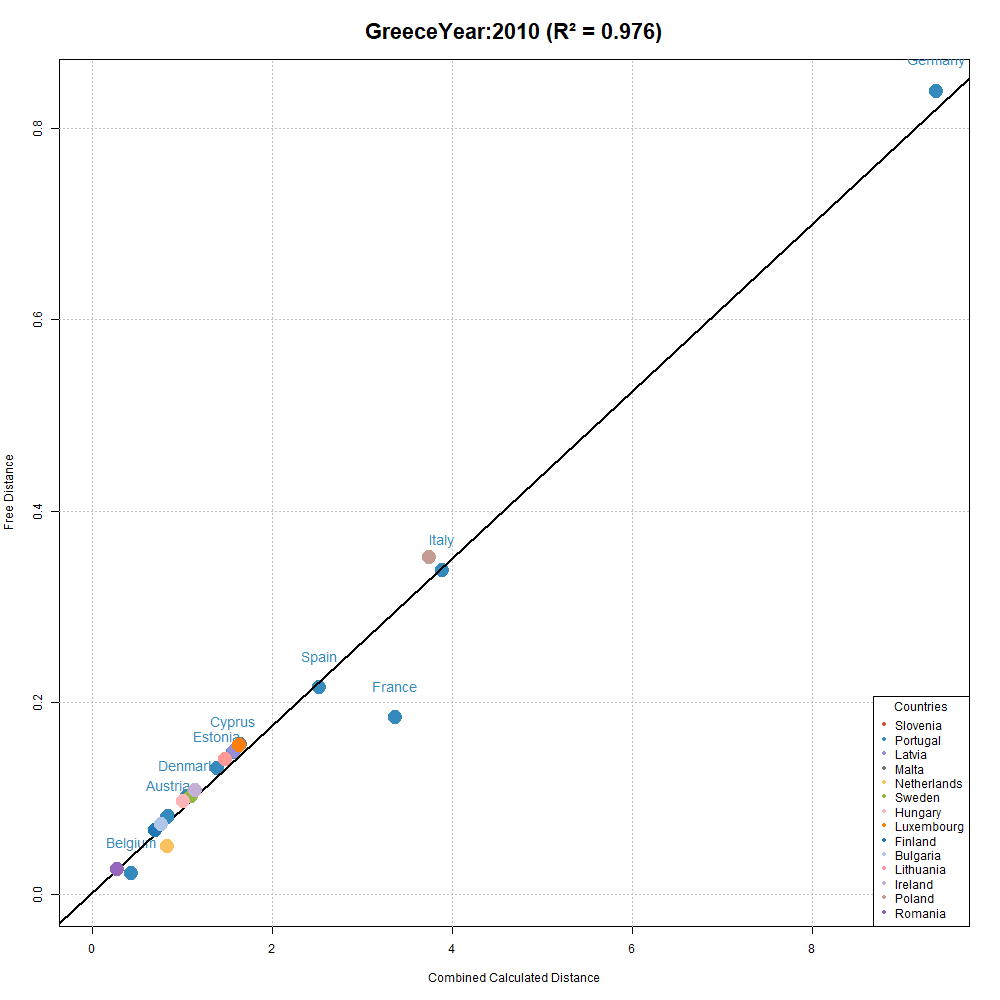 GreeceYear:2010 (R² = 0.976)
Germany
0.8
0.6
Free Distance
0.4
Italy
Spain
France
0.2
Cyprus
Estonia
Denmark
Austria
Belgium
0.0
Countries
Slovenia
Portugal
Latvia
Malta
Netherlands
Sweden
Hungary
Luxembourg
Finland
Bulgaria
Lithuania
Ireland
Poland
Romania
0 2 4 6 8
Combined Calculated Distance